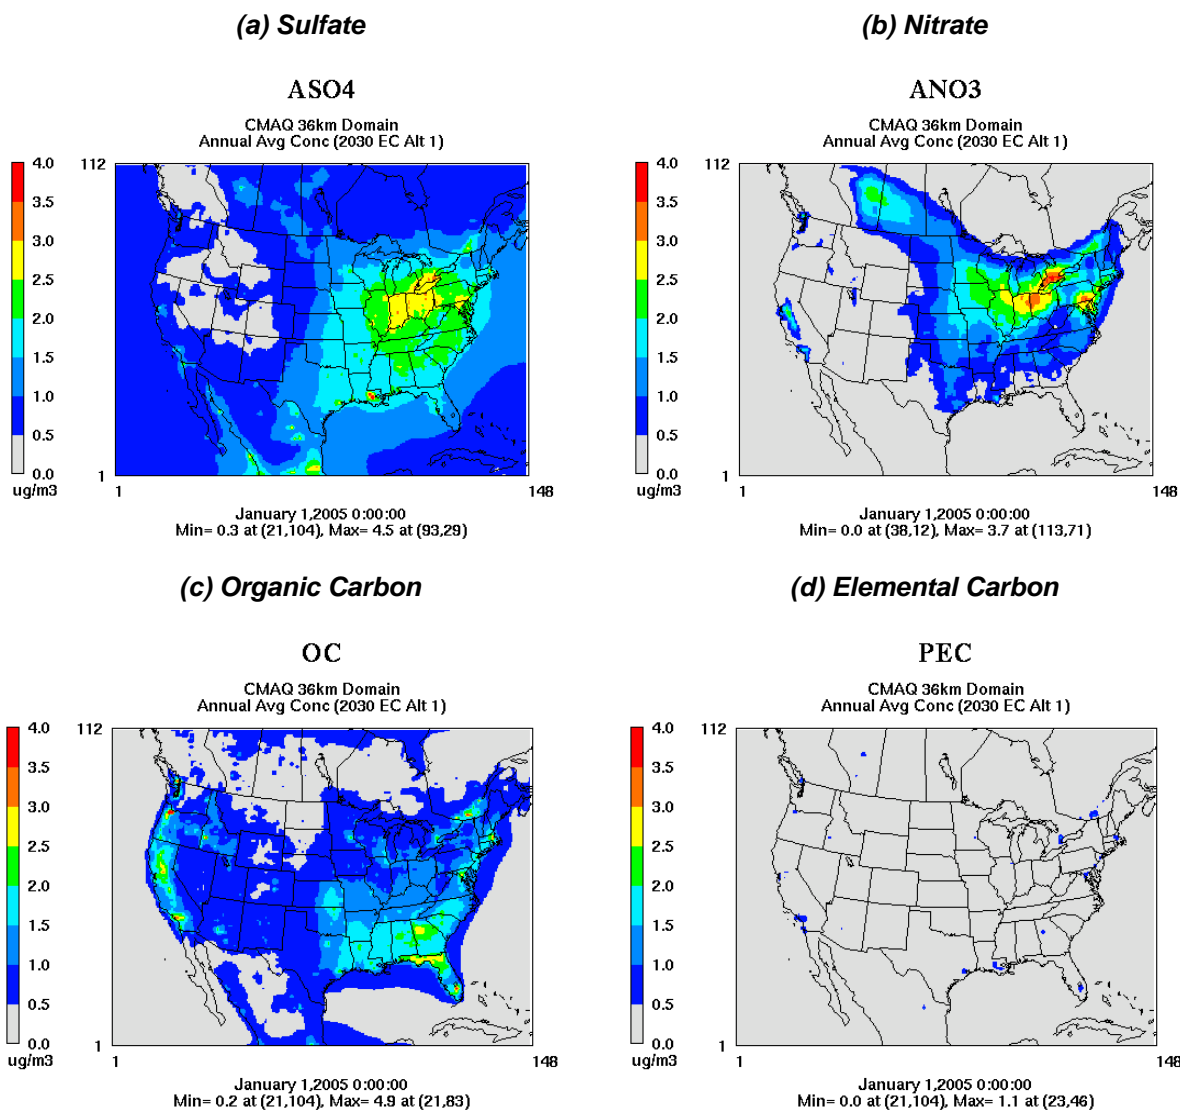 (a) Sulfate
ASO4
CMAQ 36km Domain
Annual Avg Conc (2030 EC Alt 1)
4.0
3.5
3.0
2.5
2.0
1.5
1.0
0.5
0.0
ug/m3
112
1
1
148
January 1,2005 0:00:00
Min= 0.3 at (21,104), Max= 4.5 at (93,29)
(b) Nitrate
ANO3
CMAQ 36km Domain
Annual Avg Conc (2030 EC Alt 1)
4.0
3.5
3.0
2.5
2.0
1.5
1.0
0.5
0.0
ug/m3
112
1
1
148
January 1,2005 0:00:00
Min= 0.0 at (38,12), Max= 3.7 at (113,71)
(c) Organic Carbon
OC
CMAQ 36km Domain
Annual Avg Conc (2030 EC Alt 1)
4.0
3.5
3.0
2.5
2.0
1.5
1.0
0.5
0.0
ug/m3
112
1
1
148
January 1,2005 0:00:00
Min= 0.2 at (21,104), Max= 4.9 at (21,83)
(d) Elemental Carbon
PEC
CMAQ 36km Domain
Annual Avg Conc (2030 EC Alt 1)
4.0
3.5
3.0
2.5
2.0
1.5
1.0
0.5
0.0
ug/m3
112
1
1
148
January 1,2005 0:00:00
Min= 0.0 at (21,104), Max= 1.1 at (23,46)